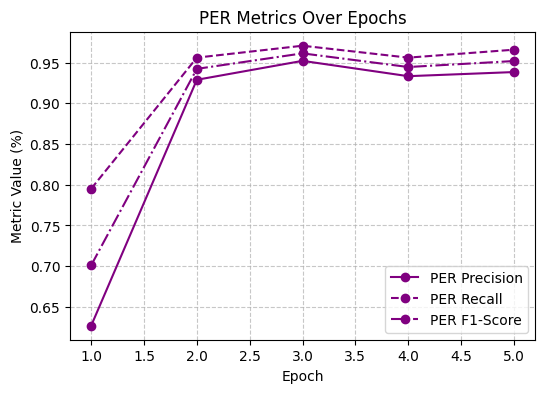 PER Metrics Over Epochs
Metric Value (%)
0.95
0.90
0.85
0.80
0.75
0.70
0.65
PER Precision
PER Recall
PER F1-Score
1.0 1.5 2.0 2.5 3.0 3.5 4.0 4.5 5.0
Epoch